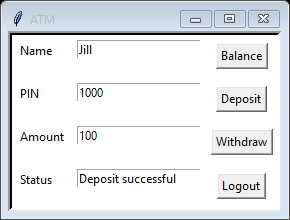 ATM
Name Jill Balance
PIN 1000 Deposit
Amount 100 Withdraw
Status Deposit successful Logout